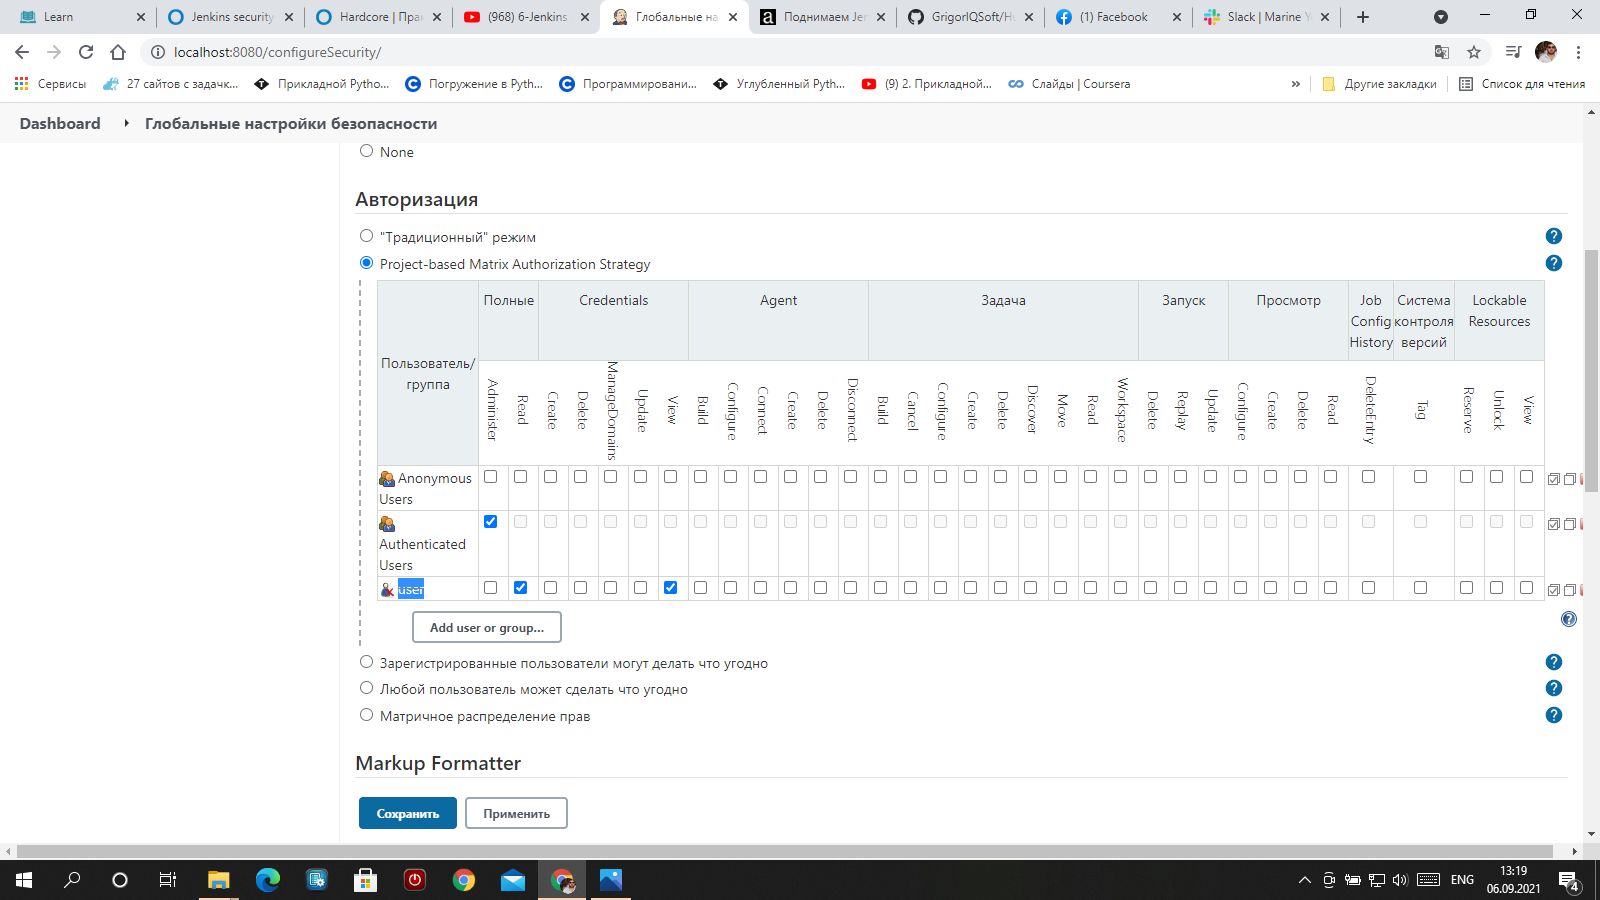 Learn
Jenkins security
Hardcore | Пра
(968) 6-Jenkins
Глобальные на
Поднимаем Jer
GrigorIQSoft/H
(1) Facebook
Slack | Marine Y
localhost:8080/configureSecurity/
Сервисы
27 сайтов с задачк...
Прикладной Pytho...
Погружение в Pyth...
Программировани...
Углубленный Pyth...
(9) 2. Прикладной...
Слайды | Coursera
»
Другие закладки
Список для чтения
Dashboard
Глобальные настройки безопасности
None
Авторизация
"Традиционный" режим
Project-based Matrix Authorization Strategy
Пользователь/
группа
Полные
Credentials
Agent
Задача
Запуск
Просмотр
Job
Config
History
Система
контроля
версий
Lockable
Resources
Administer
Read
Create
Delete
ManageDomains
Update
View
Build
Configure
Connect
Create
Delete
Disconnect
Build
Cancel
Configure
Create
Delete
Discover
Move
Read
Workspace
Delete
Replay
Update
Configure
Create
Delete
Read
DeleteEntry
Tag
Reserve
Unlock
View
Anonymous
Users
Authenticated
Users
user
Add user or group...
Зарегистрированные пользователи могут делать что угодно
Любой пользователь может сделать что угодно
Матричное распределение прав
Markup Formatter
Сохранить
Применить
ENG
13:19
06.09.2021
4